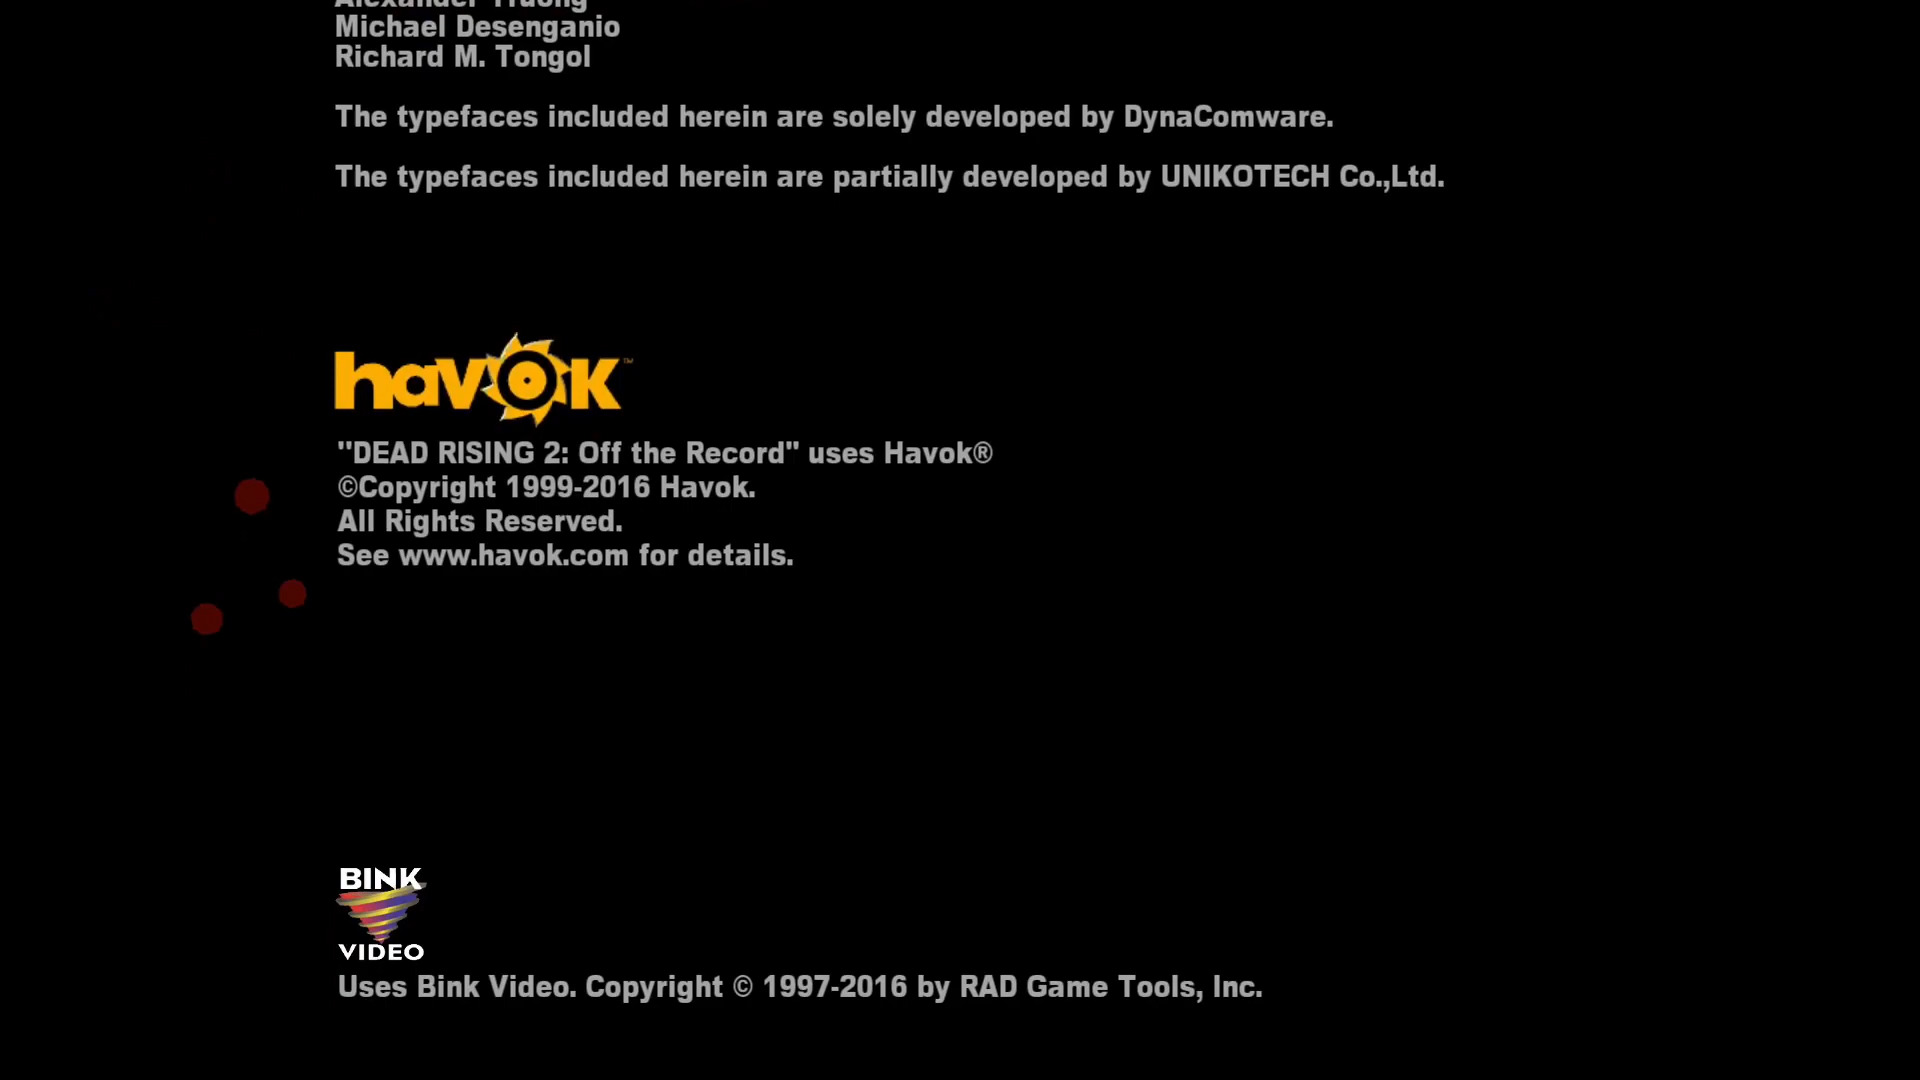 Alexander Truong
Michael Desenganio
Richard M. Tongol
The typefaces included herein are solely developed by DynaComware.
The typefaces included herein are partially developed by UNIKOTECH Co.,Ltd.
havok™
"DEAD RISING 2: Off the Record" uses Havok®
©Copyright 1999-2016 Havok.
All Rights Reserved.
See www.havok.com for details.
BINK
VIDEO
Uses Bink Video. Copyright © 1997-2016 by RAD Game Tools, Inc.